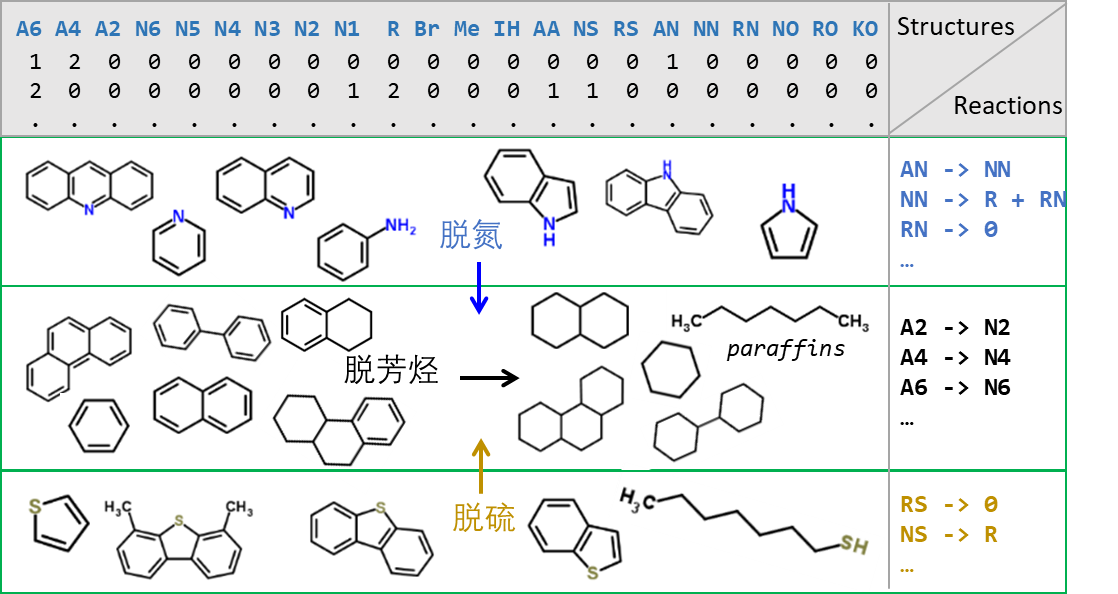 A6 A4 A2 N6 N5 N4 N3 N2 N1 R Br Me IH AA NS RS AN NN RN NO RO KO
1 2 0 0 0 0 0 0 0 0 0 0 0 0 0 0 1 0 0 0 0 0
2 0 0 0 0 0 0 0 1 2 0 0 0 1 1 0 0 0 0 0 0 0
. . . . . . . . . . . . . . . . . . . . . .
Structures
Reactions
N
N
N
NH₂
N
H
H
N
H
N
脱氮
AN -> NN
NN -> R + RN
RN -> 0
…
脱芳烃
H₃C
CH₃
paraffins
A2 -> N2
A4 -> N4
A6 -> N6
…
S
H₃C
S
CH₃
S
脱硫
S
H₃C
SH
RS -> 0
NS -> R
…